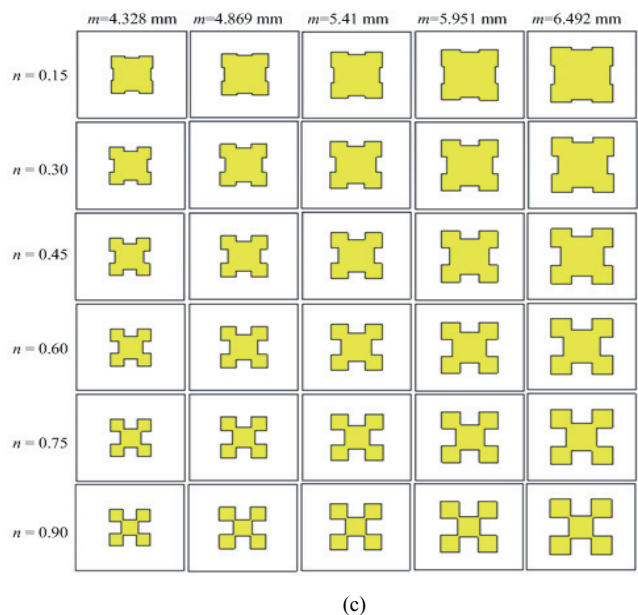 m=4.328 mm m=4.869 mm m=5.41 mm m=5.951 mm m=6.492 mm
n = 0.15
n = 0.30
n = 0.45
n = 0.60
n = 0.75
n = 0.90
(c)